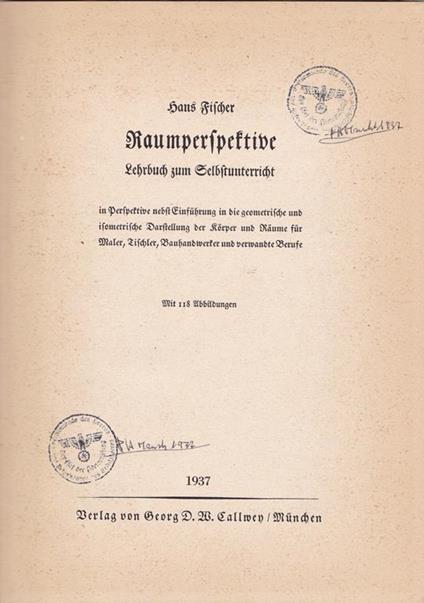 Hans Fischer
Raumperspektive
Lehrbuch zum Selbstunterricht
in Perspektive nebst Einführung in die geometrische und
isometrische Darstellung der Körper und Räume für
Maler, Tischler, Bauhandwerker und verwandte Berufe
Mit 118 Abbildungen
1937
Verlag von Georg D. W. Callwey / München